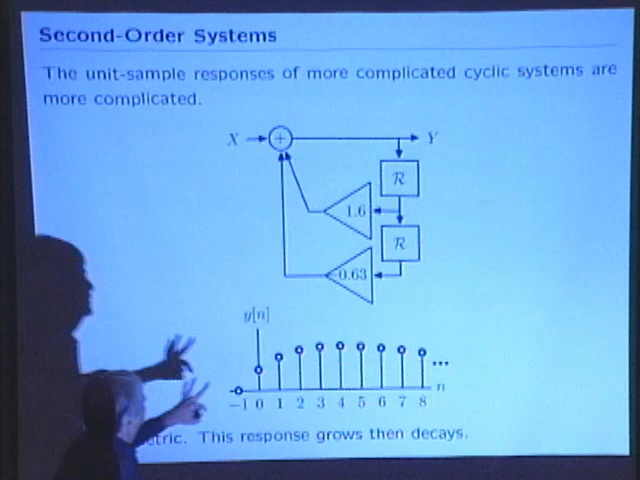 Second-Order Systems
The unit-sample responses of more complicated cyclic systems are
more complicated.
X
+
Y
R
1.6
R
−0.63
y[n]
...
n
−1 0 1 2 3 4 5 6 7 8
This response grows then decays.